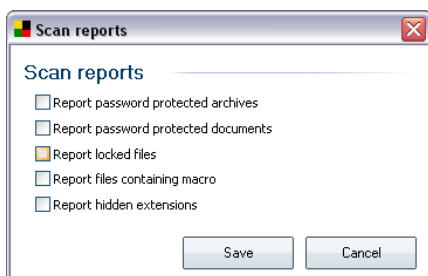 Scan reports
Scan reports
Report password protected archives
Report password protected documents
Report locked files
Report files containing macro
Report hidden extensions
Save Cancel